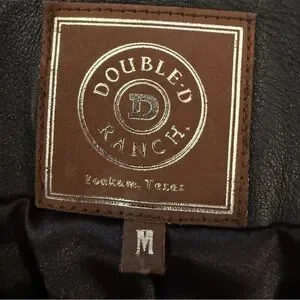 DOUBLE D
D
RANCH.
Yoakum, Texas
M